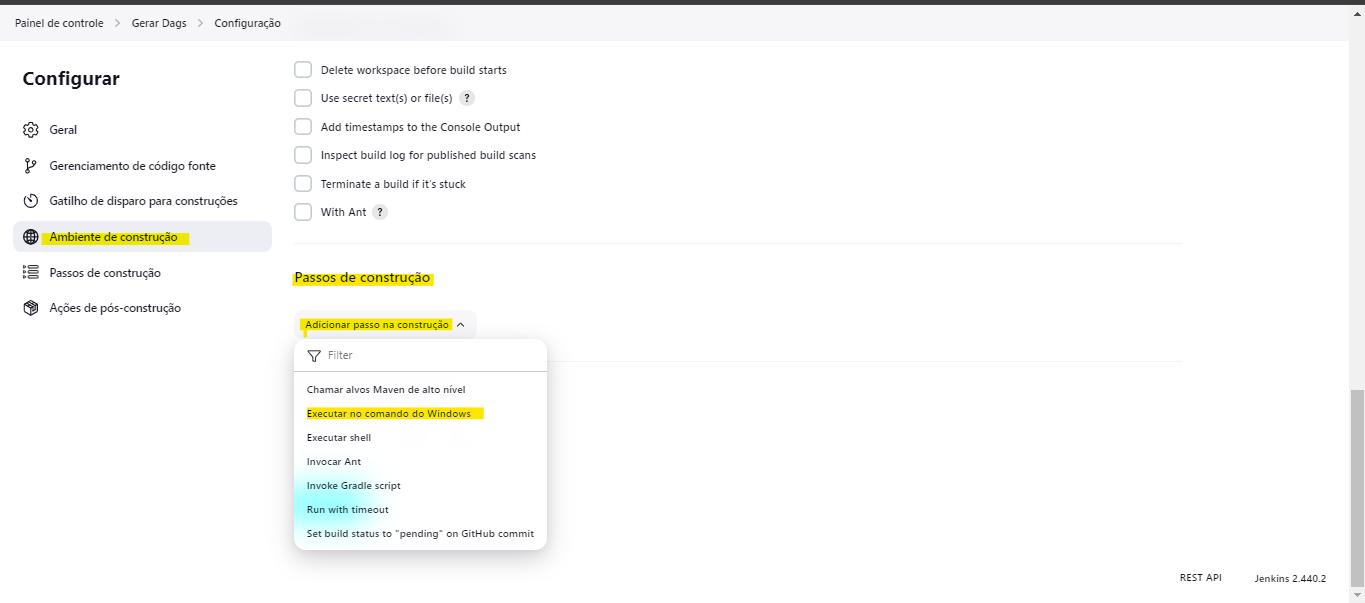 Painel de controle > Gerar Dags > Configuração
Configurar
Geral
Gerenciamento de código fonte
Gatilho de disparo para construções
Ambiente de construção
Passos de construção
Ações de pós-construção
Delete workspace before build starts
Use secret text(s) or file(s) ?
Add timestamps to the Console Output
Inspect build log for published build scans
Terminate a build if it's stuck
With Ant ?
Passos de construção
Adicionar passo na construção
Filter
Chamar alvos Maven de alto nível
Executar no comando do Windows
Executar shell
Invocar Ant
Invoke Gradle script
Run with timeout
Set build status to "pending" on GitHub commit
REST API
Jenkins 2.440.2